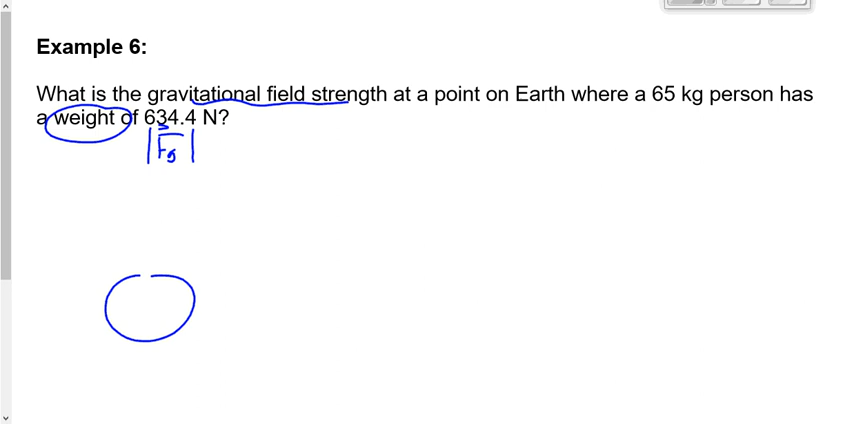 Example 6:
What is the gravitational field strength at a point on Earth where a 65 kg person has
a weight of 634.4 N?
|F⃗g|